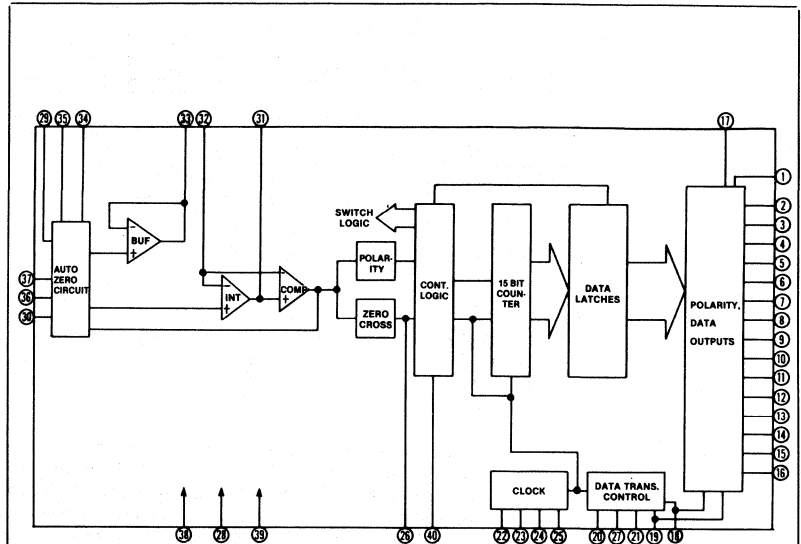 29 35 34 33 32 31 17
1
2
3
4
5
6
7
8
9
10
11
12
13
14
15
16
37
36
30
AUTO
ZERO
CIRCUIT
-
BUF
+
-
INT
+
-
COMP
+
SWITCH
LOGIC
POLAR-
ITY
ZERO
CROSS
CONT.
LOGIC
15 BIT
COUN-
TER
DATA
LATCHES
POLARITY,
DATA
OUTPUTS
CLOCK
DATA TRANS.
CONTROL
38 28 39 26 40 22 23 24 25 20 27 21 19 18